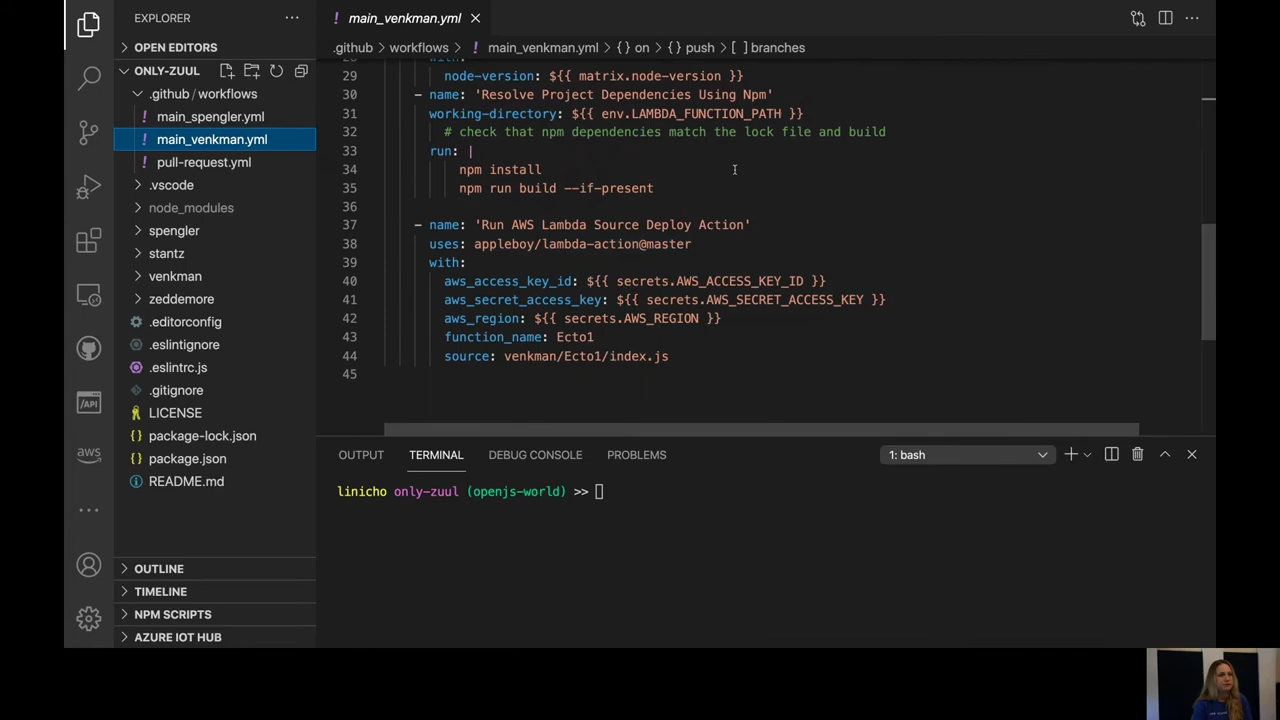 EXPLORER
main_venkman.yml
OPEN EDITORS
.github > workflows > ! main_venkman.yml > { } on > { } push > [ ] branches
ONLY-ZUUL
.github / workflows
! main_spengler.yml
! main_venkman.yml
! pull-request.yml
.vscode
node_modules
spengler
stantz
venkman
zeddemore
.editorconfig
.eslintignore
.eslintrc.js
.gitignore
LICENSE
package-lock.json
package.json
README.md
OUTLINE
TIMELINE
NPM SCRIPTS
AZURE IOT HUB
/API
aws
29 node-version: ${{ matrix.node-version }}
30 - name: 'Resolve Project Dependencies Using Npm'
31 working-directory: ${{ env.LAMBDA_FUNCTION_PATH }}
32 # check that npm dependencies match the lock file and build
33 run: |
34 npm install
35 npm run build --if-present
36
37 - name: 'Run AWS Lambda Source Deploy Action'
38 uses: appleboy/lambda-action@master
39 with:
40 aws_access_key_id: ${{ secrets.AWS_ACCESS_KEY_ID }}
41 aws_secret_access_key: ${{ secrets.AWS_SECRET_ACCESS_KEY }}
42 aws_region: ${{ secrets.AWS_REGION }}
43 function_name: Ecto1
44 source: venkman/Ecto1/index.js
45
OUTPUT TERMINAL DEBUG CONSOLE PROBLEMS 1: bash
linicho only-zuul (openjs-world) >>